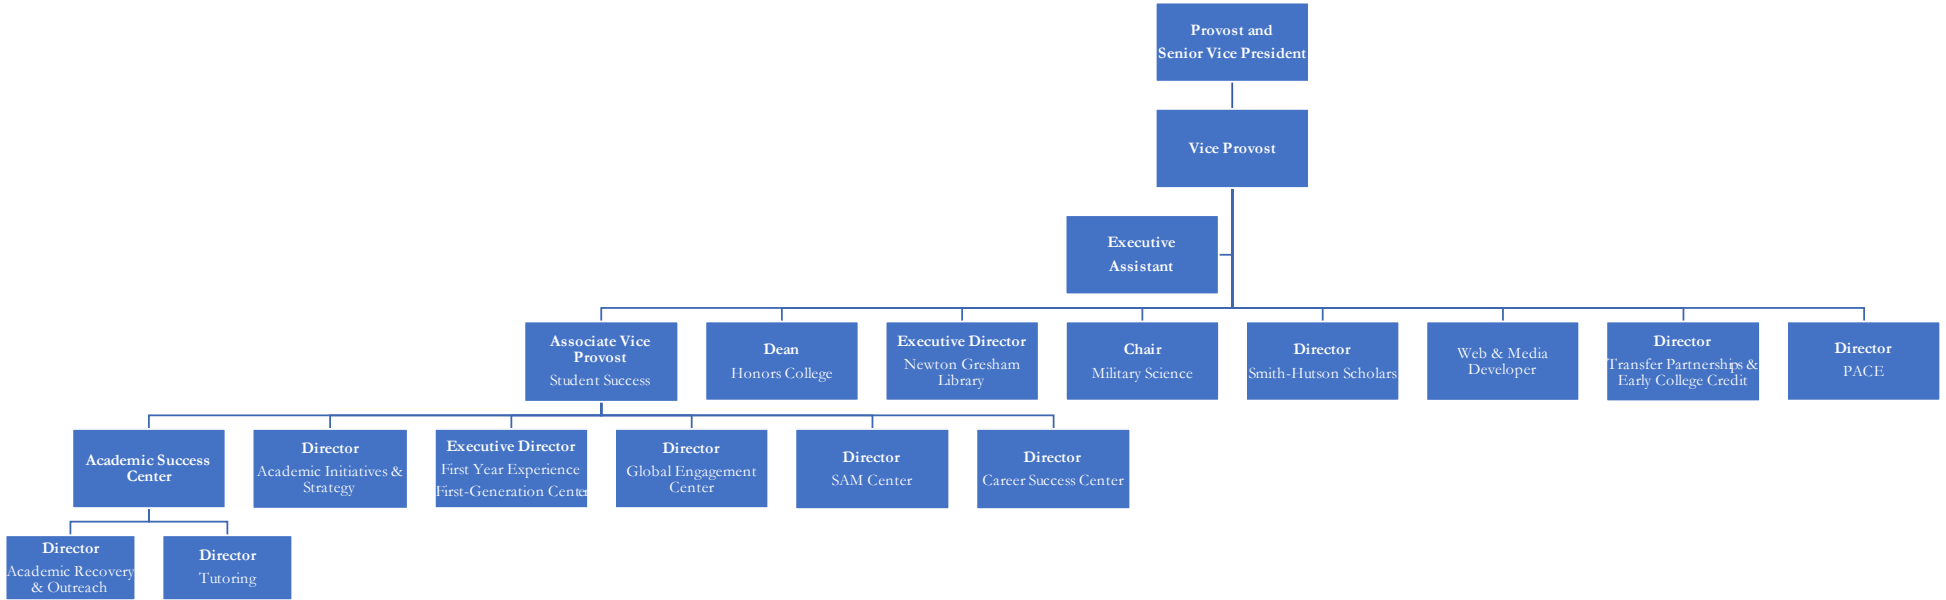 Provost and
Senior Vice President
Vice Provost
Executive
Assistant
Associate Vice
Provost
Student Success
Dean
Honors College
Executive Director
Newton Gresham
Library
Chair
Military Science
Director
Smith-Hutson Scholars
Web & Media
Developer
Director
Transfer Partnerships &
Early College Credit
Director
PACE
Academic Success
Center
Director
Academic Initiatives &
Strategy
Executive Director
First Year Experience
First-Generation Center
Director
Global Engagement
Center
Director
SAM Center
Director
Career Success Center
Director
Academic Recovery
& Outreach
Director
Tutoring